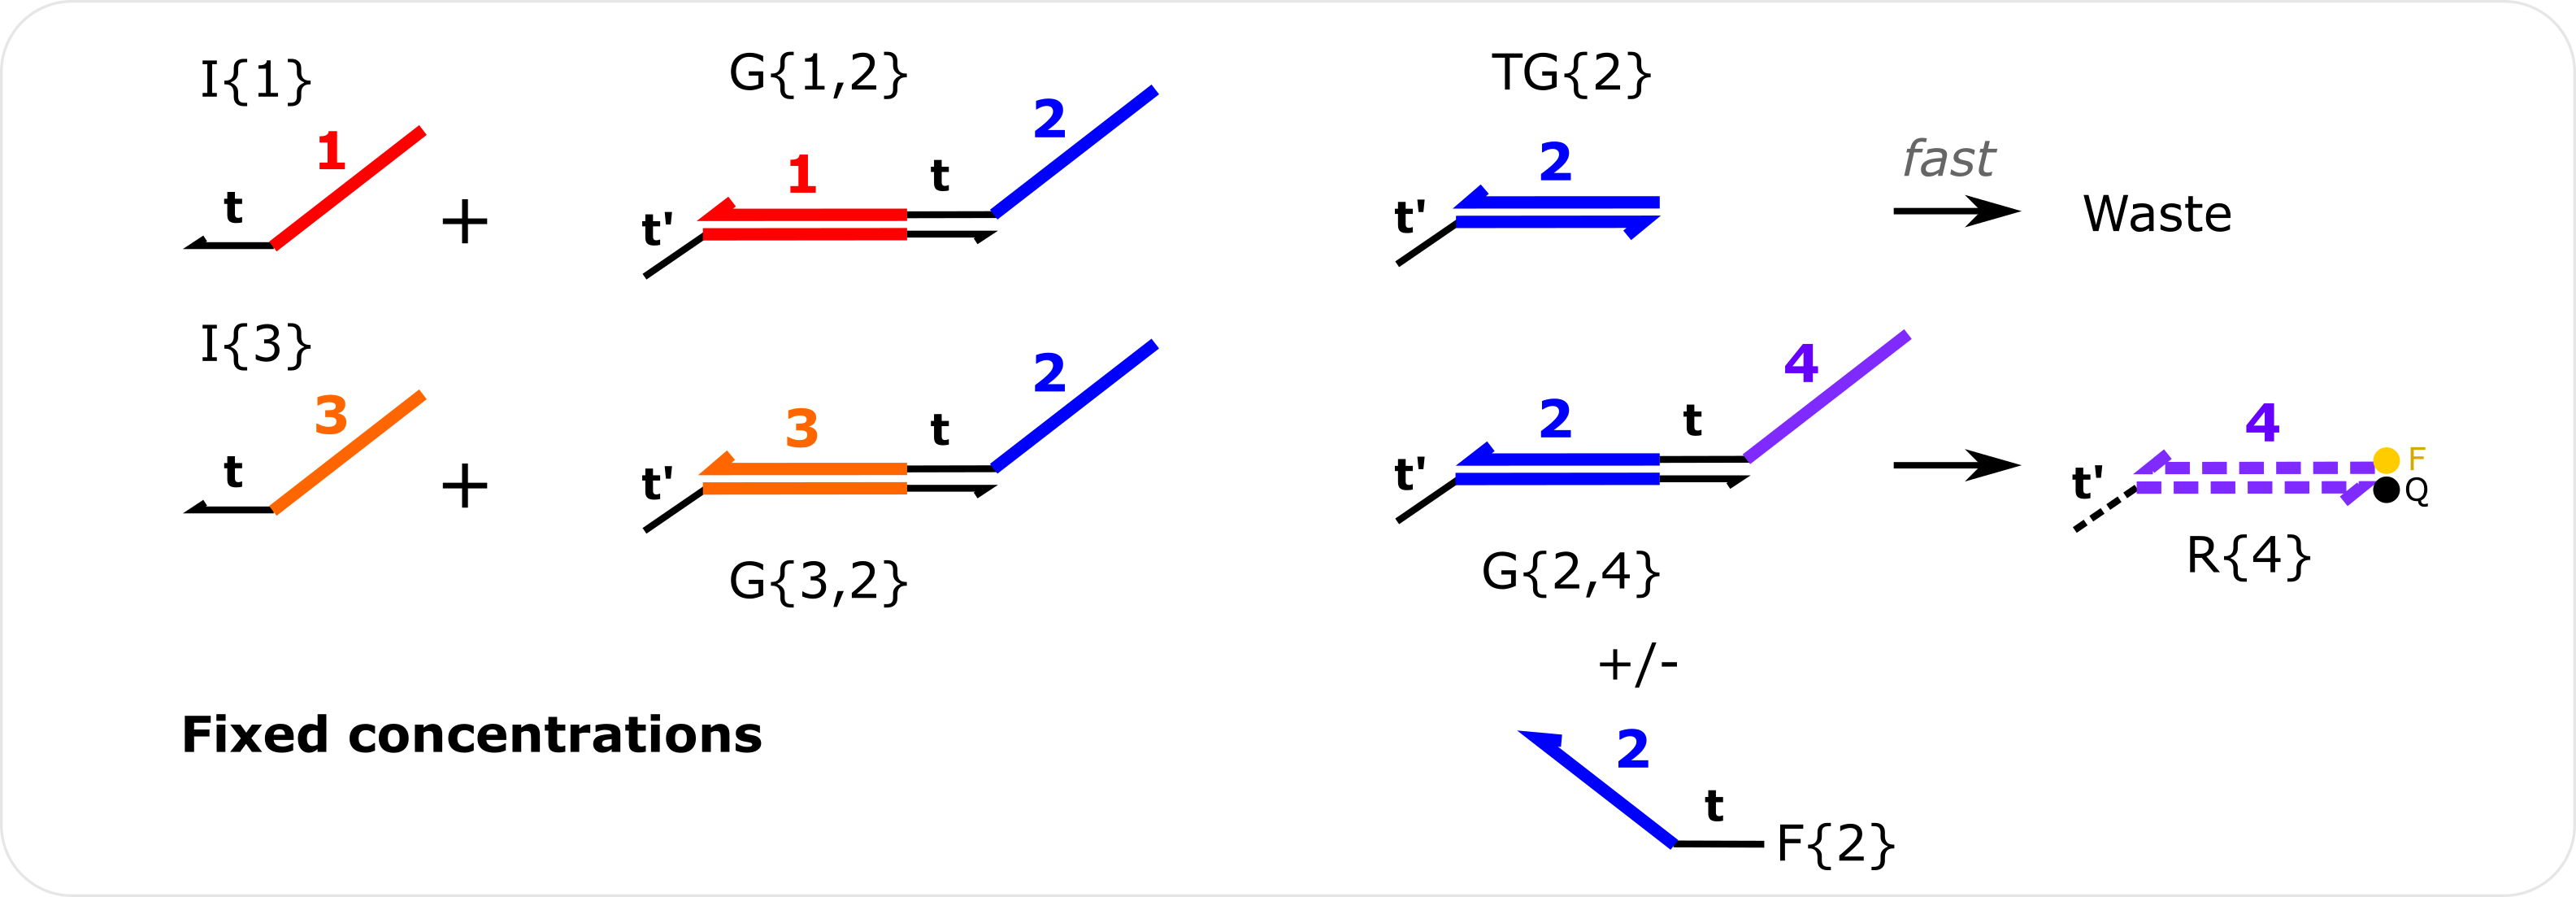 I{1}
1
t
+
G{1,2}
1
t
2
t'
TG{2}
2
t'
fast
Waste
I{3}
3
t
+
3
t
2
t'
G{3,2}
2
t
4
t'
G{2,4}
4
t'
F
Q
R{4}
+/-
2
t
F{2}
Fixed concentrations